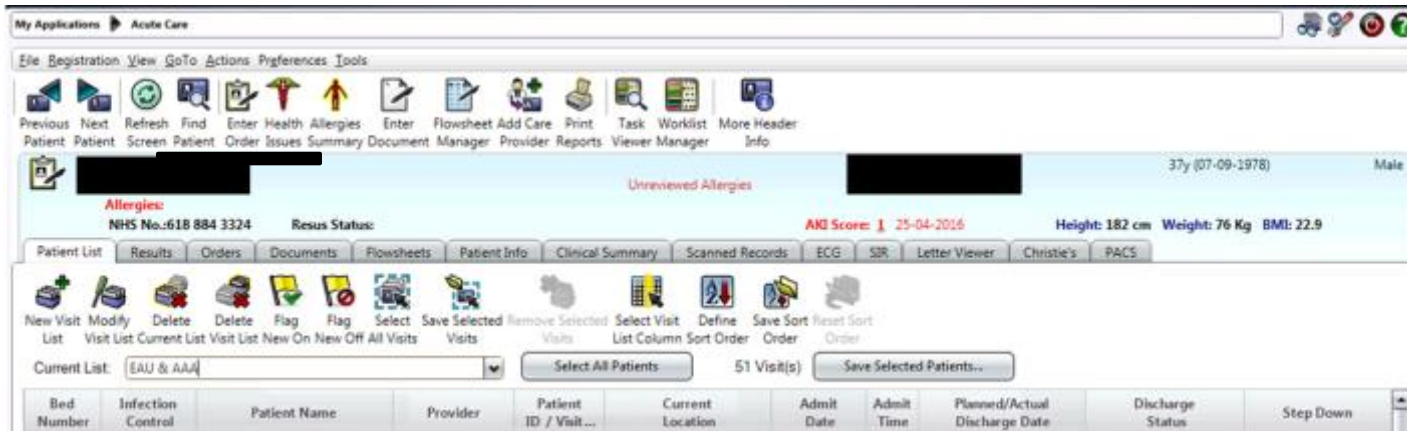 My Applications Acute Care
File Registration View GoTo Actions Preferences Tools
Previous Next Refresh Find Enter Health Allergies Enter Flowsheet Add Care Print Task Worklist More Header
Patient Patient Screen Patient Order Issues Summary Document Manager Provider Reports Viewer Manager Info
Unreviewed Allergies 37y (07-09-1978) Male
Allergies:
NHS No.:618 884 3324 Resus Status: AKI Score: 1 25-04-2016 Height: 182 cm Weight: 76 Kg BMI: 22.9
Patient List Results Orders Documents Flowsheets Patient Info Clinical Summary Scanned Records ECG SIR Letter Viewer Christie's PACS
New Visit Modify Delete Delete Flag Flag Select Save Selected Remove Selected Select Visit Define Save Sort Reset Sort
List Visit List Current List Visit List New On New Off All Visits Visits Visits List Column Sort Order Order Order
Current List: EAU & AAA Select All Patients 51 Visit(s) Save Selected Patients...
Bed Infection Patient Name Provider Patient Current Admit Admit Planned/Actual Discharge Step Down
Number Control ID / Visit... Location Date Time Discharge Date Status